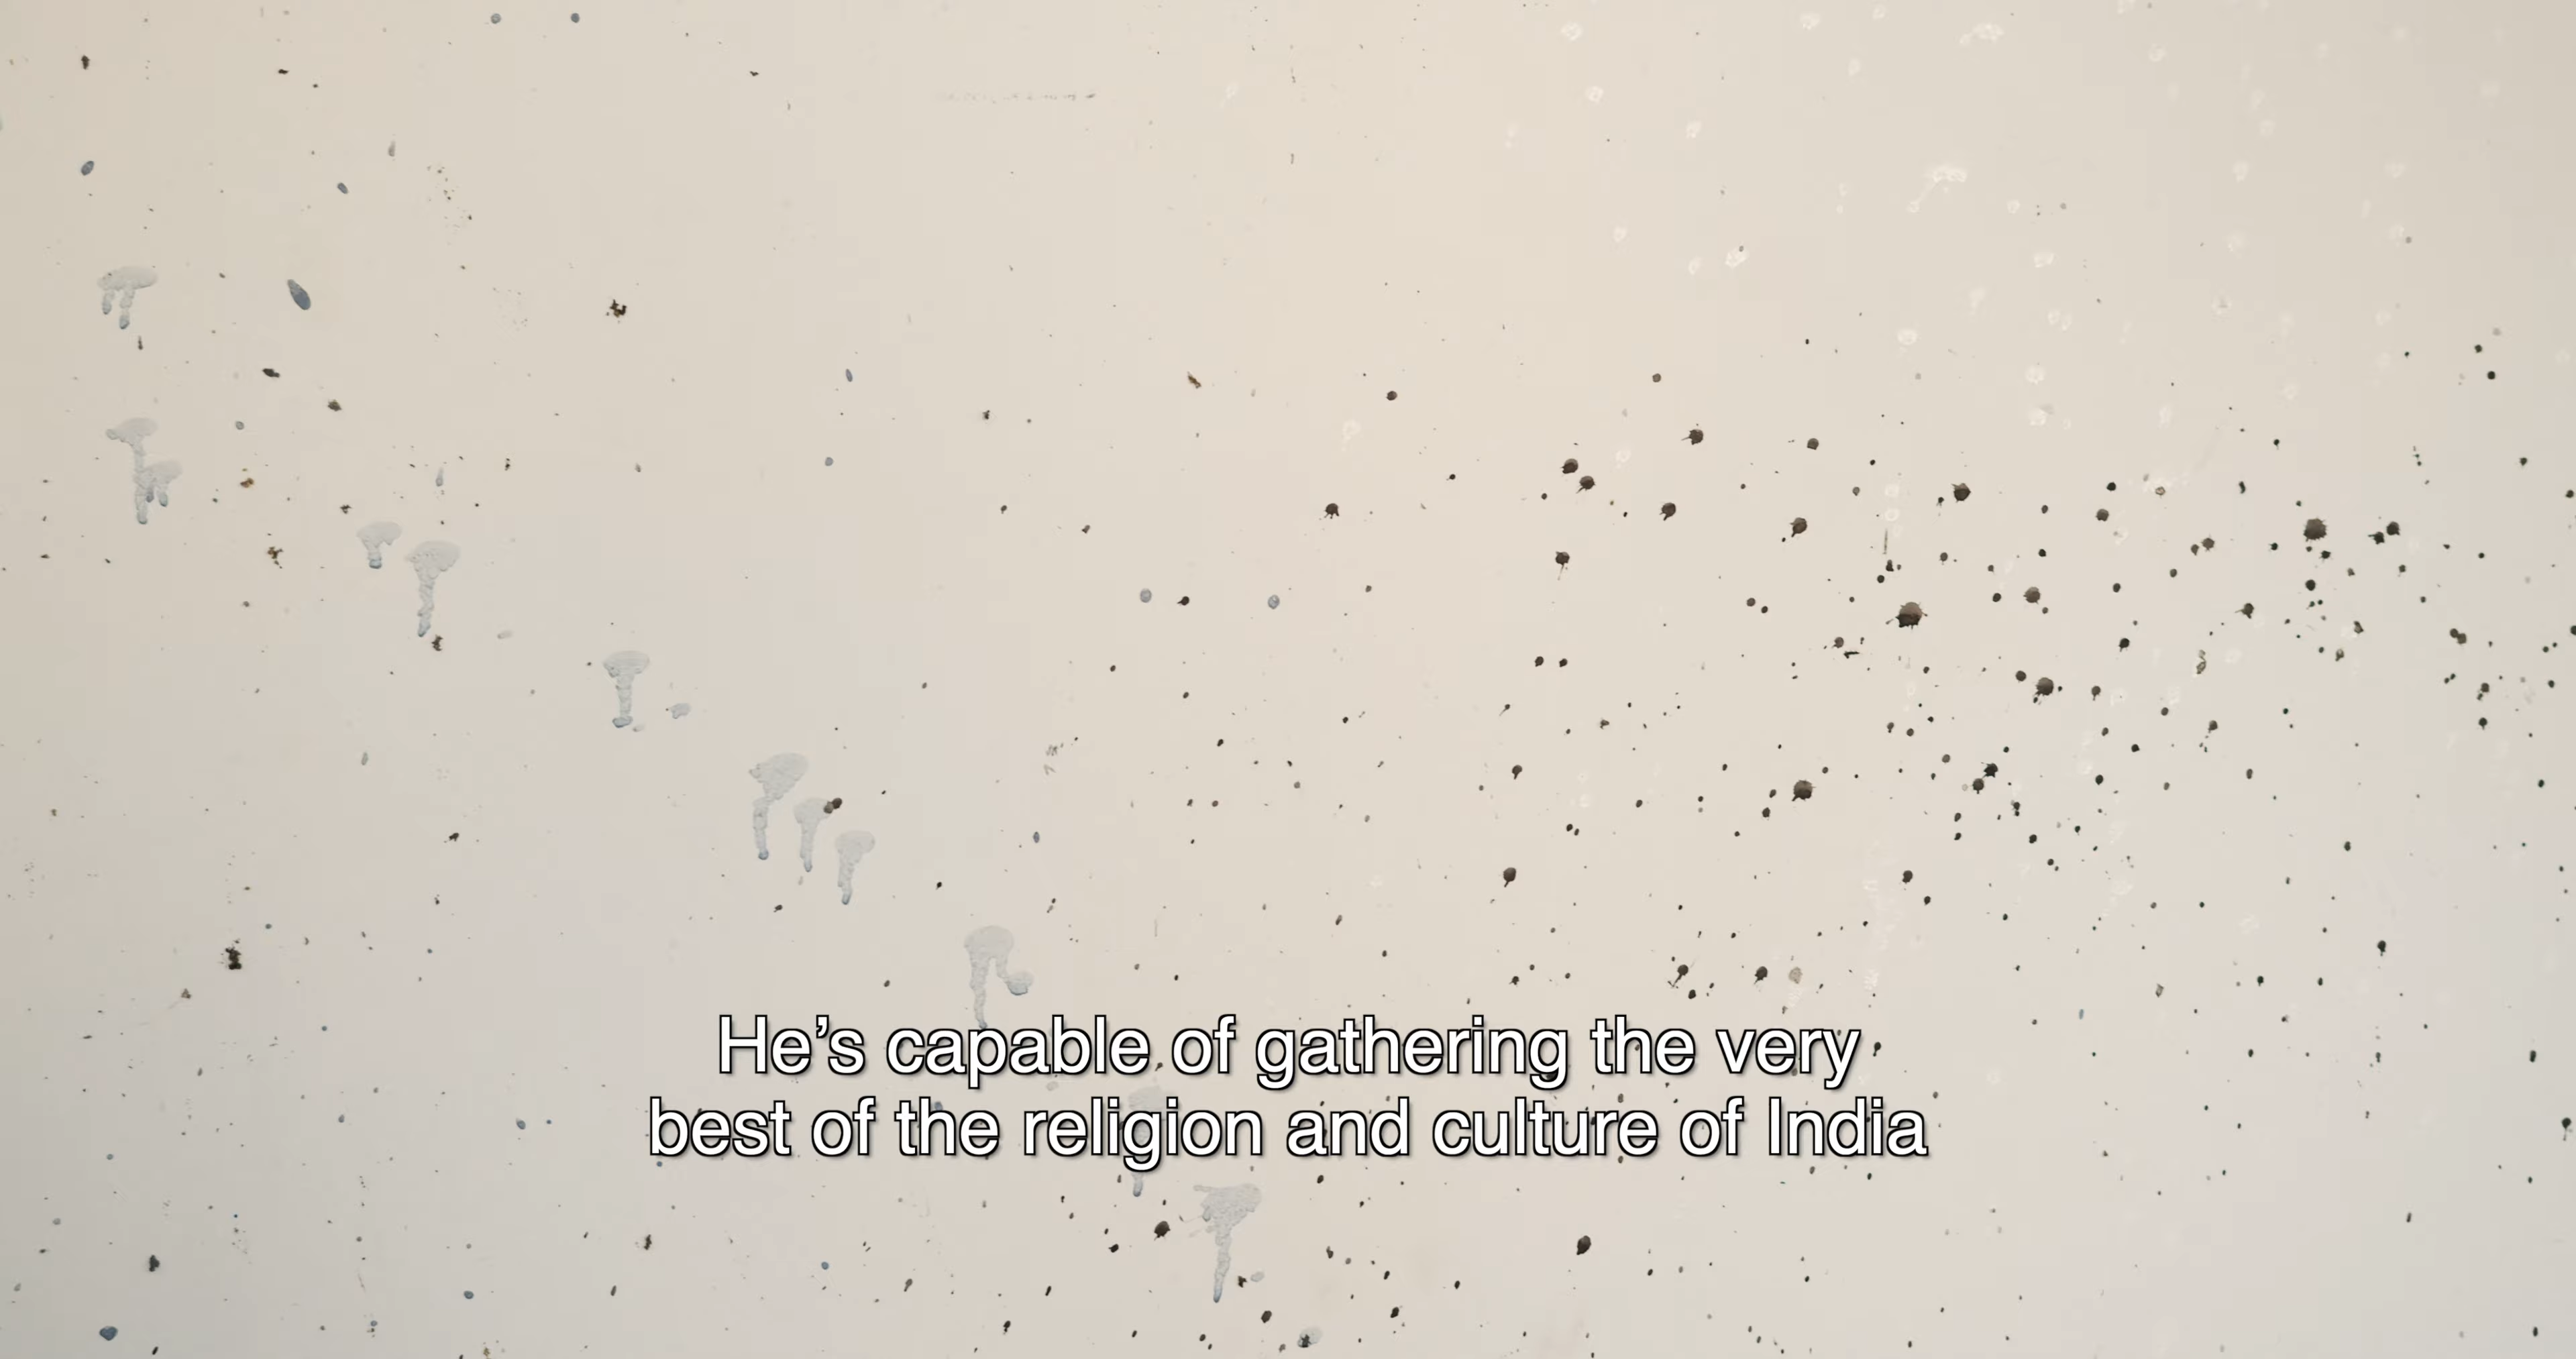 He’s capable of gathering the very
best of the religion and culture of India